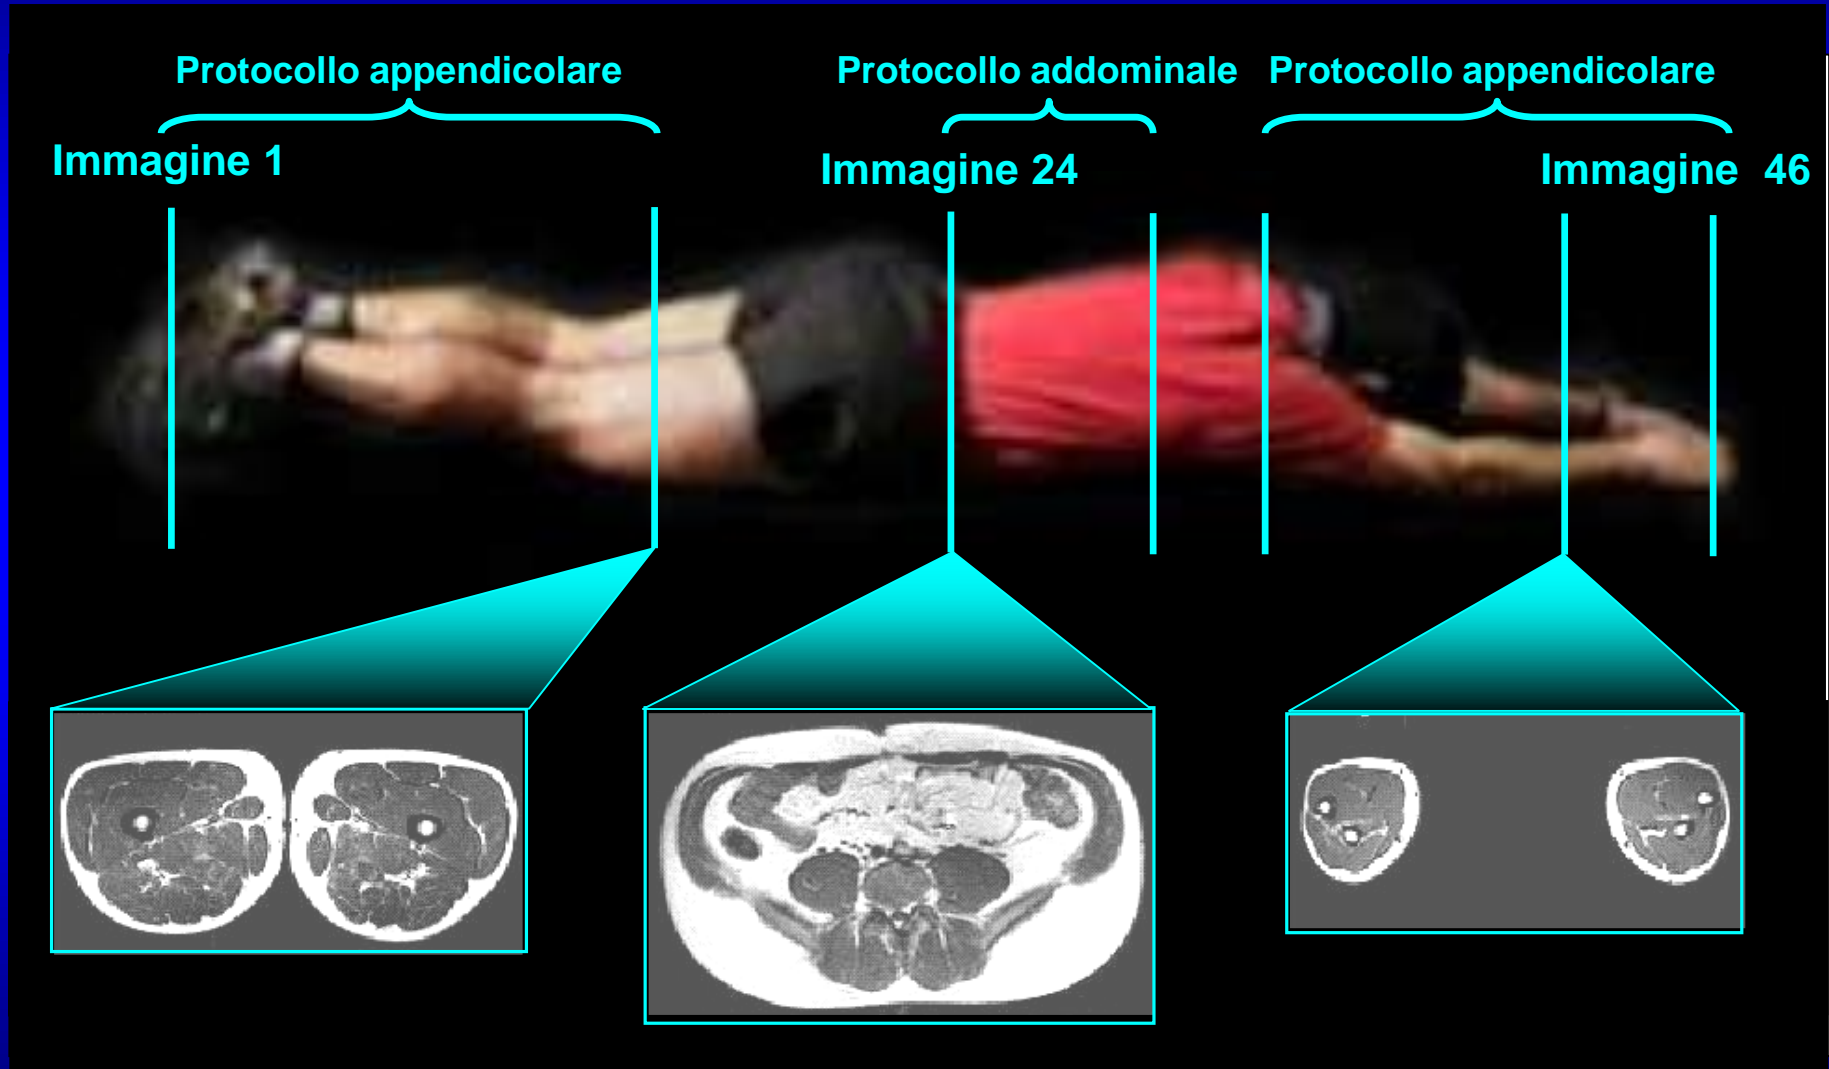 Protocollo appendicolare
Protocollo addominale
Protocollo appendicolare
Immagine 1
Immagine 24
Immagine 46